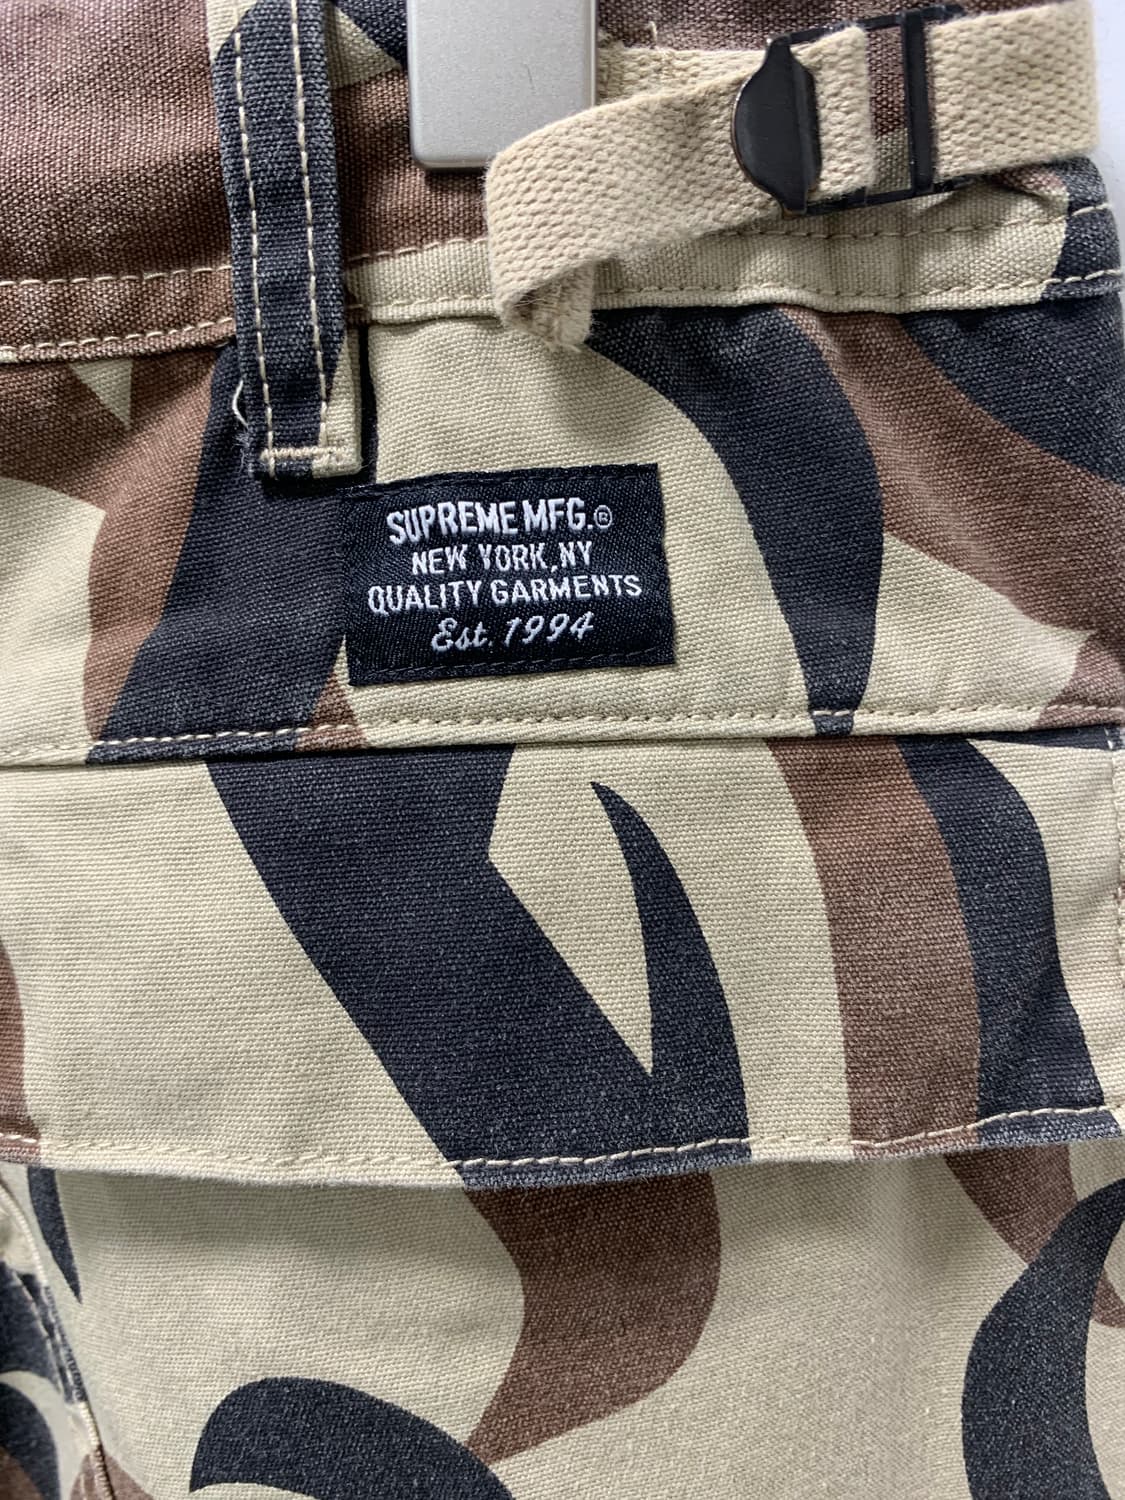 SUPREME MFG.®
NEW YORK, NY
QUALITY GARMENTS
Est. 1994